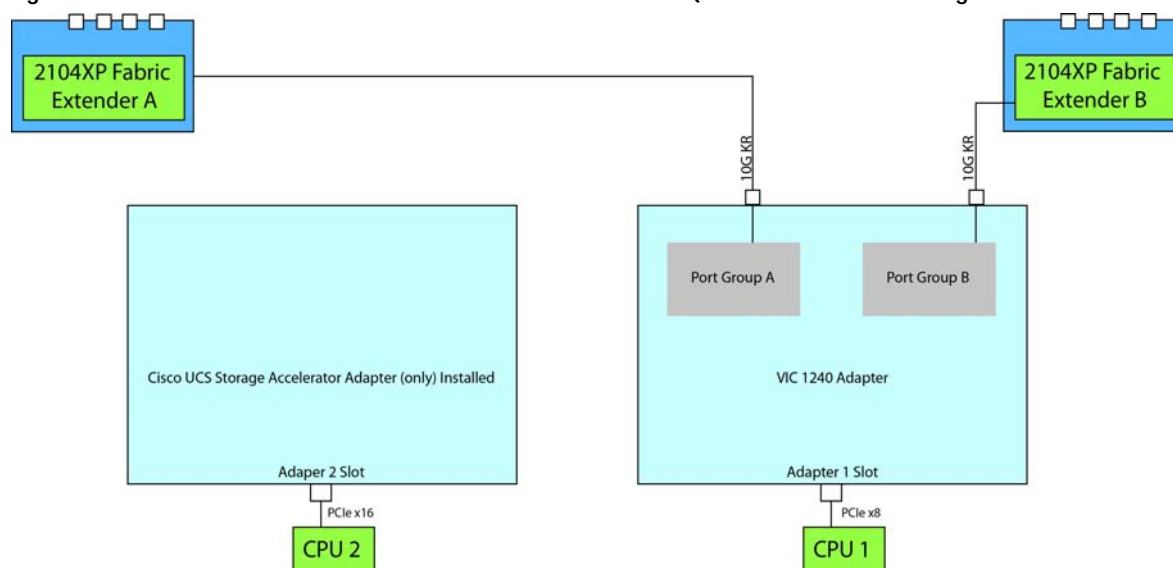 2104XP Fabric
Extender A
2104XP Fabric
Extender B
10G KR
10G KR
Port Group A
Port Group B
Cisco UCS Storage Accelerator Adapter (only) Installed
VIC 1240 Adapter
Adaper 2 Slot
Adapter 1 Slot
PCIe x16
PCIe x8
CPU 2
CPU 1